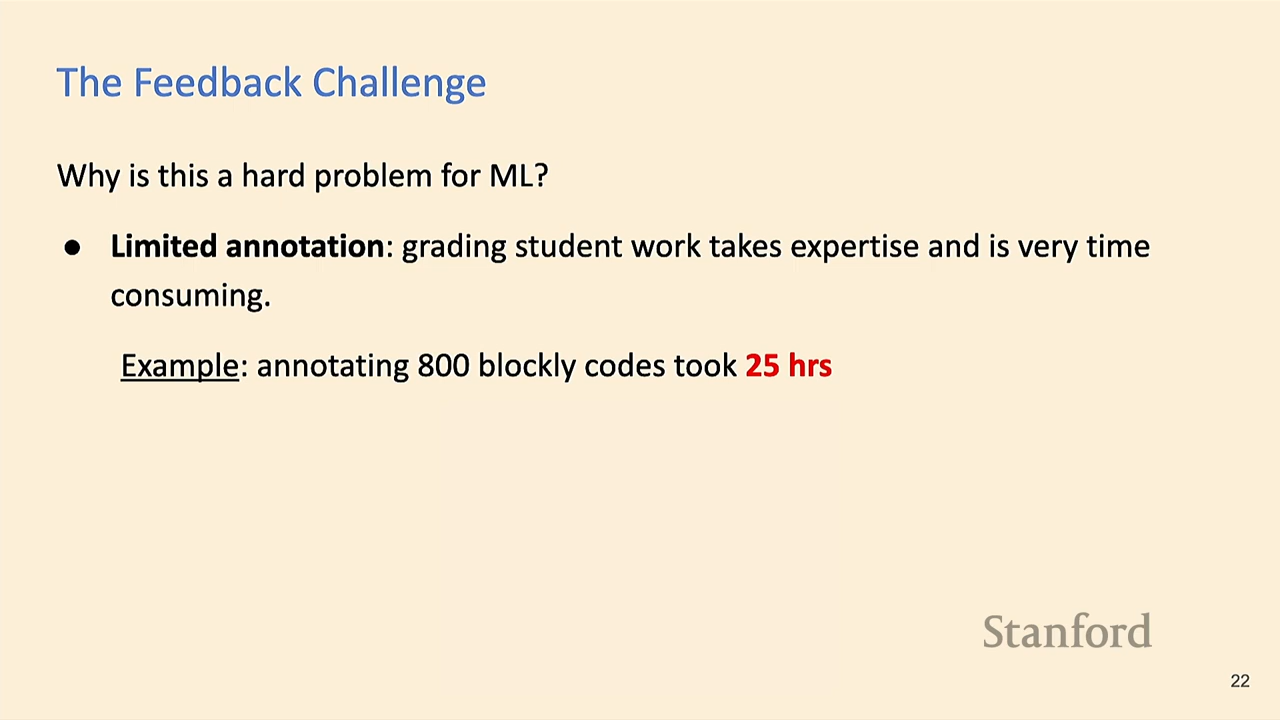 The Feedback Challenge
Why is this a hard problem for ML?
● Limited annotation: grading student work takes expertise and is very time
consuming.
Example: annotating 800 blockly codes took 25 hrs
Stanford
22